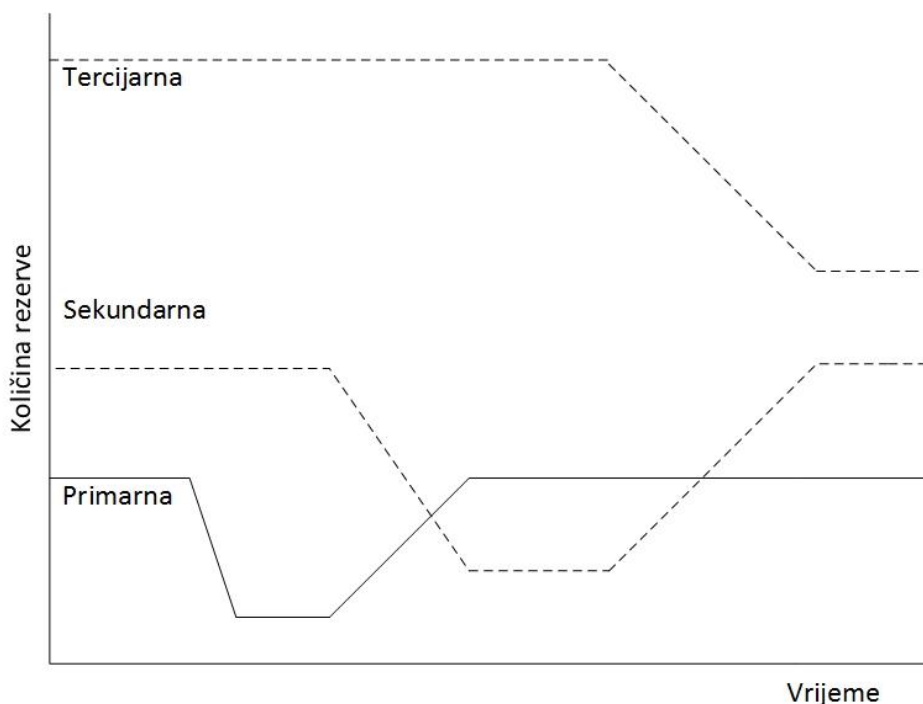 Tercijarna
Sekundarna
Primarna
Količina rezerve
Vrijeme